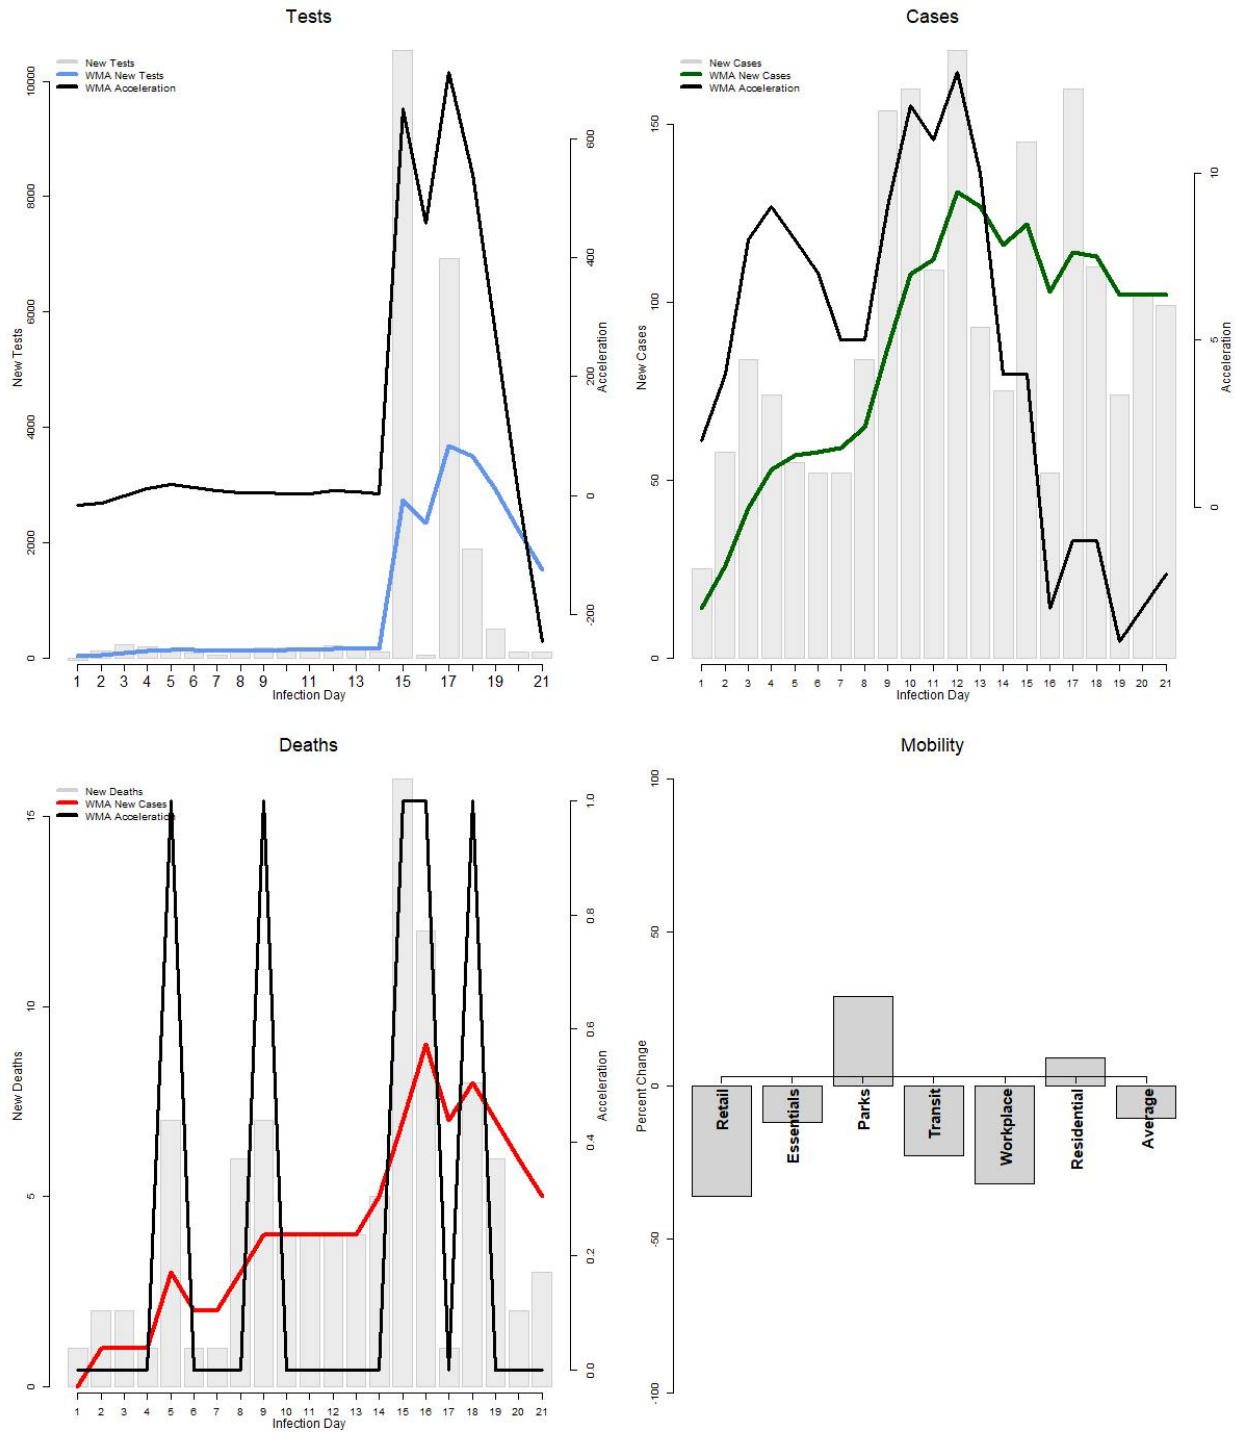 Tests
New Tests
WMA New Tests
WMA Acceleration
10000
8000
6000
4000
2000
0
New Tests
600
400
200
0
-200
Acceleration
1 2 3 4 5 6 7 8 9 11 13 15 17 19 21
Infection Day
Cases
New Cases
WMA New Cases
WMA Acceleration
150
100
50
0
New Cases
10
5
0
Acceleration
1 2 3 4 5 6 7 8 9 10 11 12 13 14 15 16 17 18 19 20 21
Infection Day
Deaths
New Deaths
WMA New Cases
WMA Acceleration
15
10
5
0
New Deaths
1.0
0.8
0.6
0.4
0.2
0.0
Acceleration
1 2 3 4 5 6 7 8 9 10 11 12 13 14 15 16 17 18 19 20 21
Infection Day
Mobility
100
50
0
-50
-100
Percent Change
Retail
Essentials
Parks
Transit
Workplace
Residential
Average